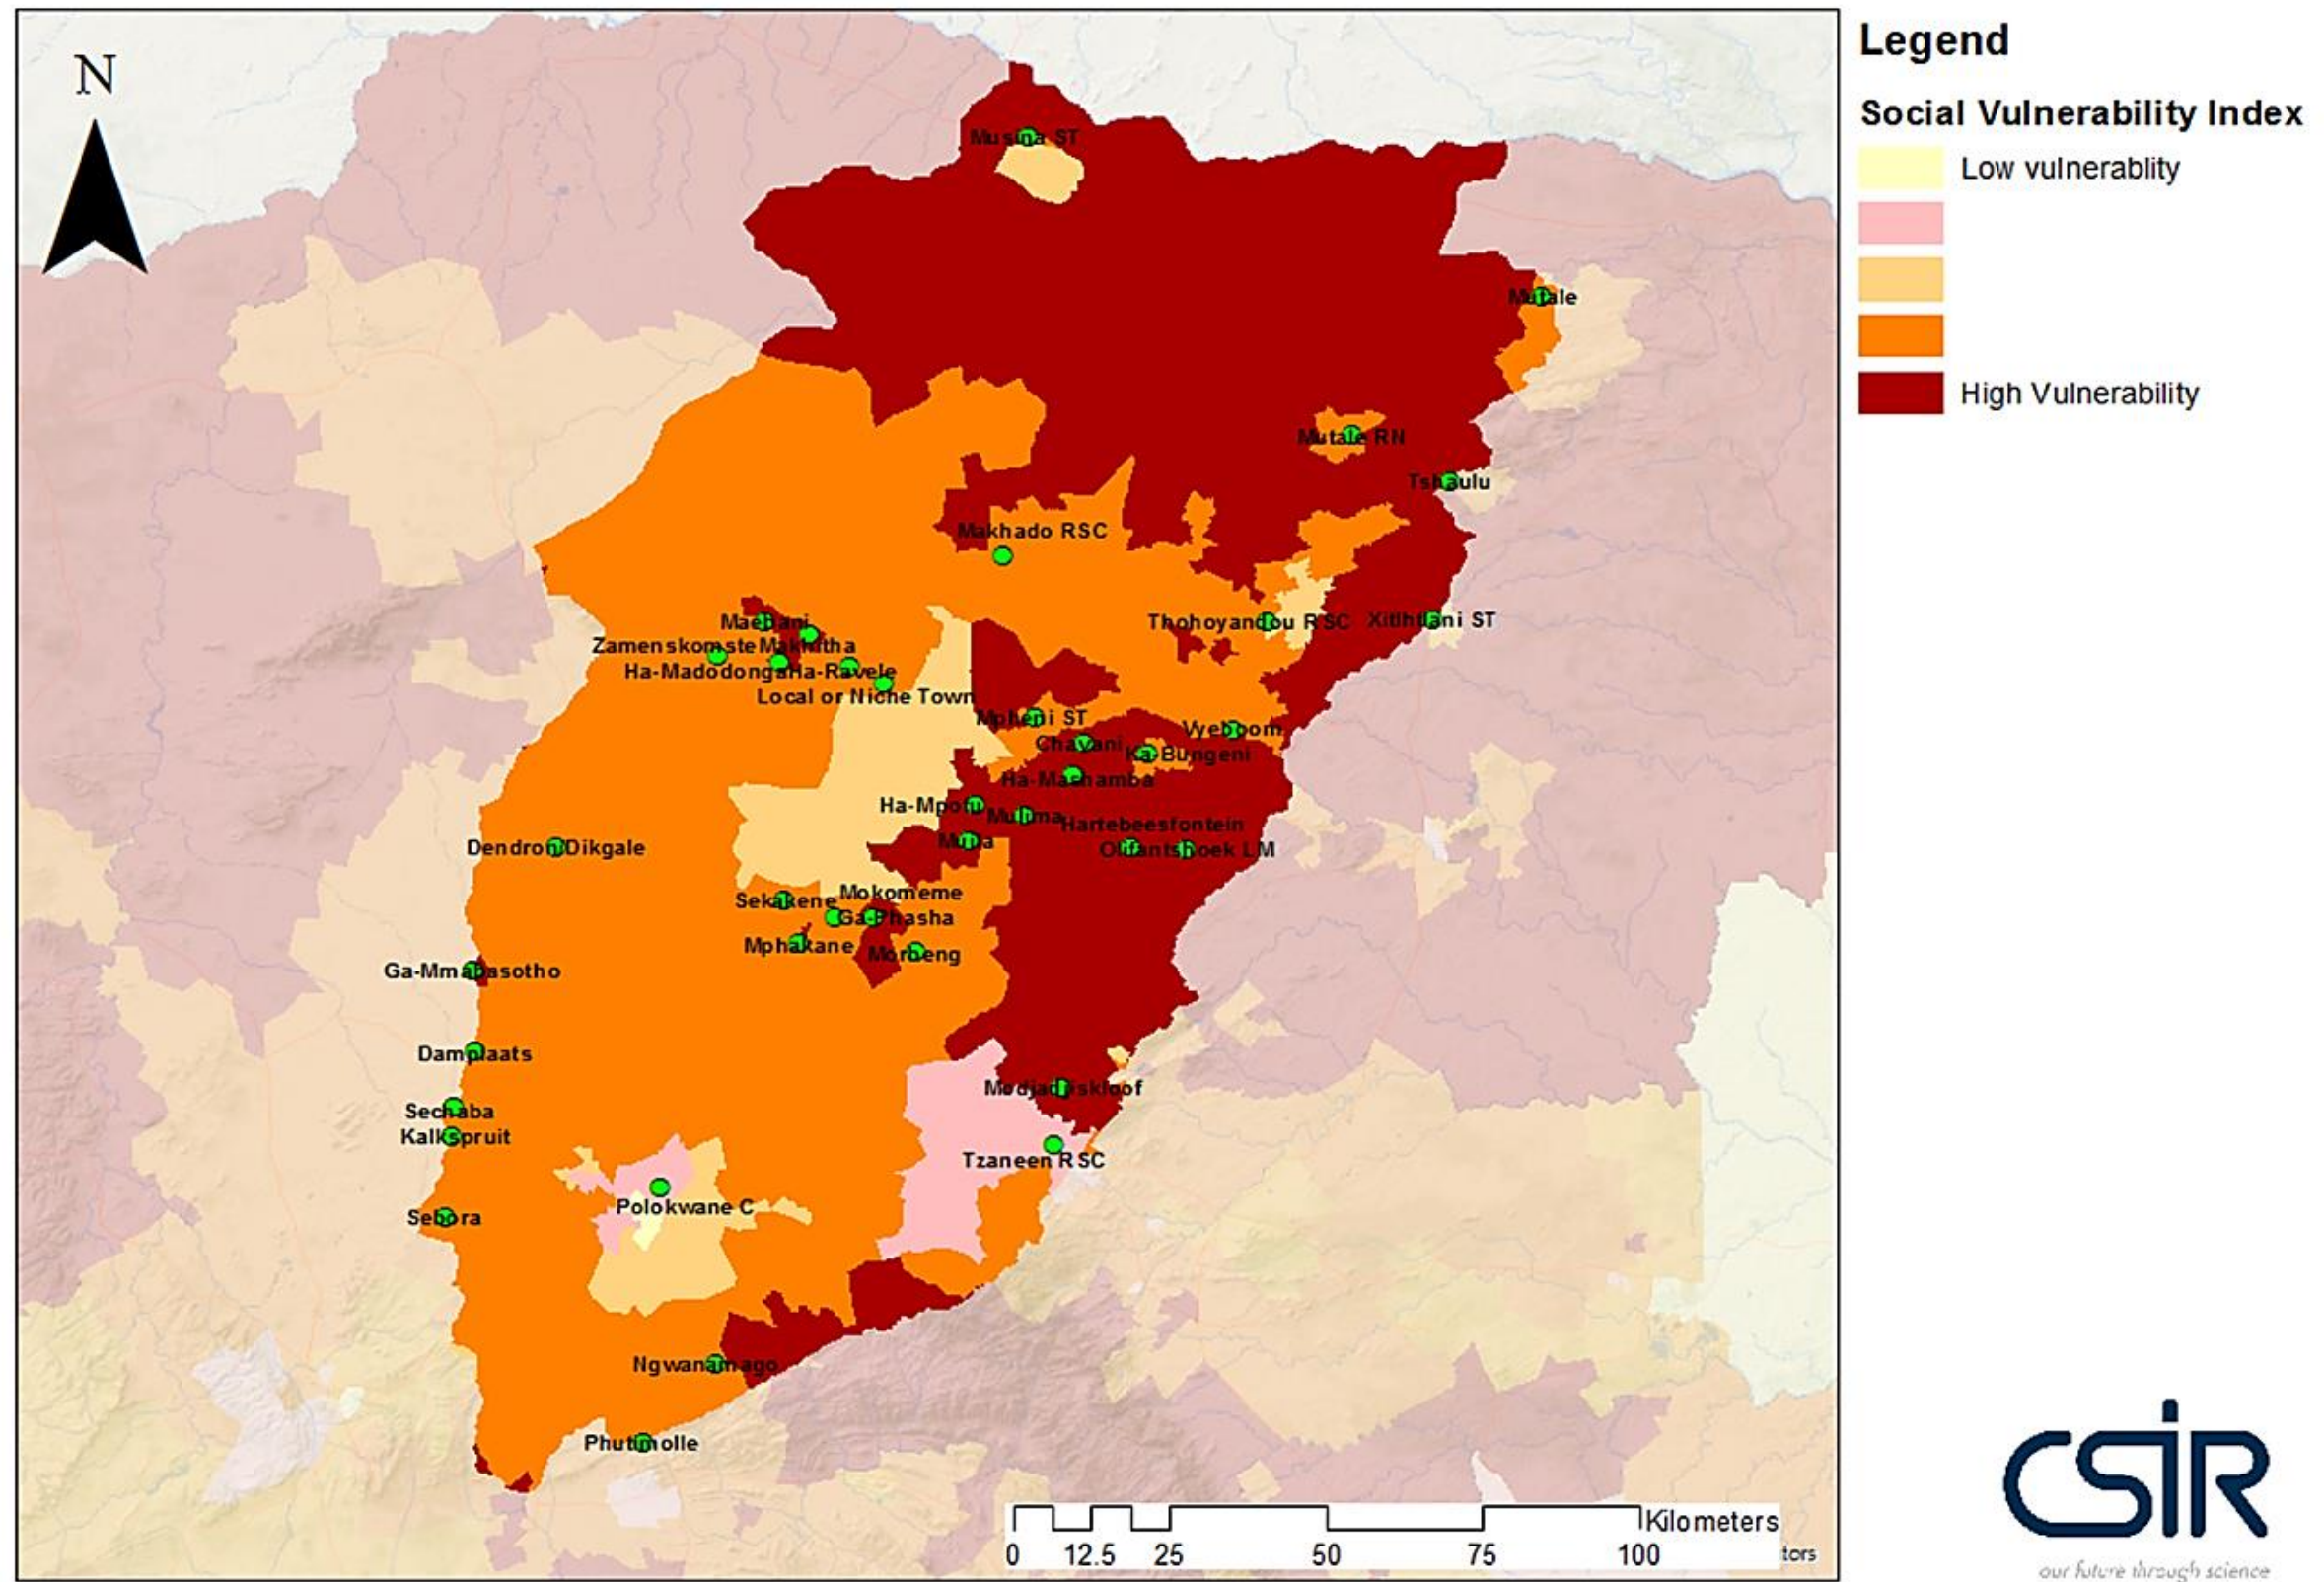 N
Legend
Social Vulnerability Index
Low vulnerablity
High Vulnerability
Musina ST
Mutale
Mutale RN
Tshaulu
Makhado RSC
Maebani
Thohoyandou RSC
Xitlhtlani ST
Zamenskomste
Makhitha
Ha-Madodonga
Ha-Ravele
Local or Niche Town
Mpheni ST
Vyeboom
Chavani
Ka-Bungeni
Ha-Mashamba
Ha-Mpofu
Mulima
Hartebeesfontein
Dendron/Dikgale
Olifantshoek LM
Sekakene
Mokomeme
Ga-Phasha
Mphakane
Morbeng
Ga-Mmabasotho
Damplaats
Modjadjiskloof
Sechaba
Kalkspruit
Tzaneen RSC
Polokwane C
Sebora
Ngwanamago
Phutimolle
Kilometers
0 12.5 25 50 75 100
tors
CSIR
our future through science